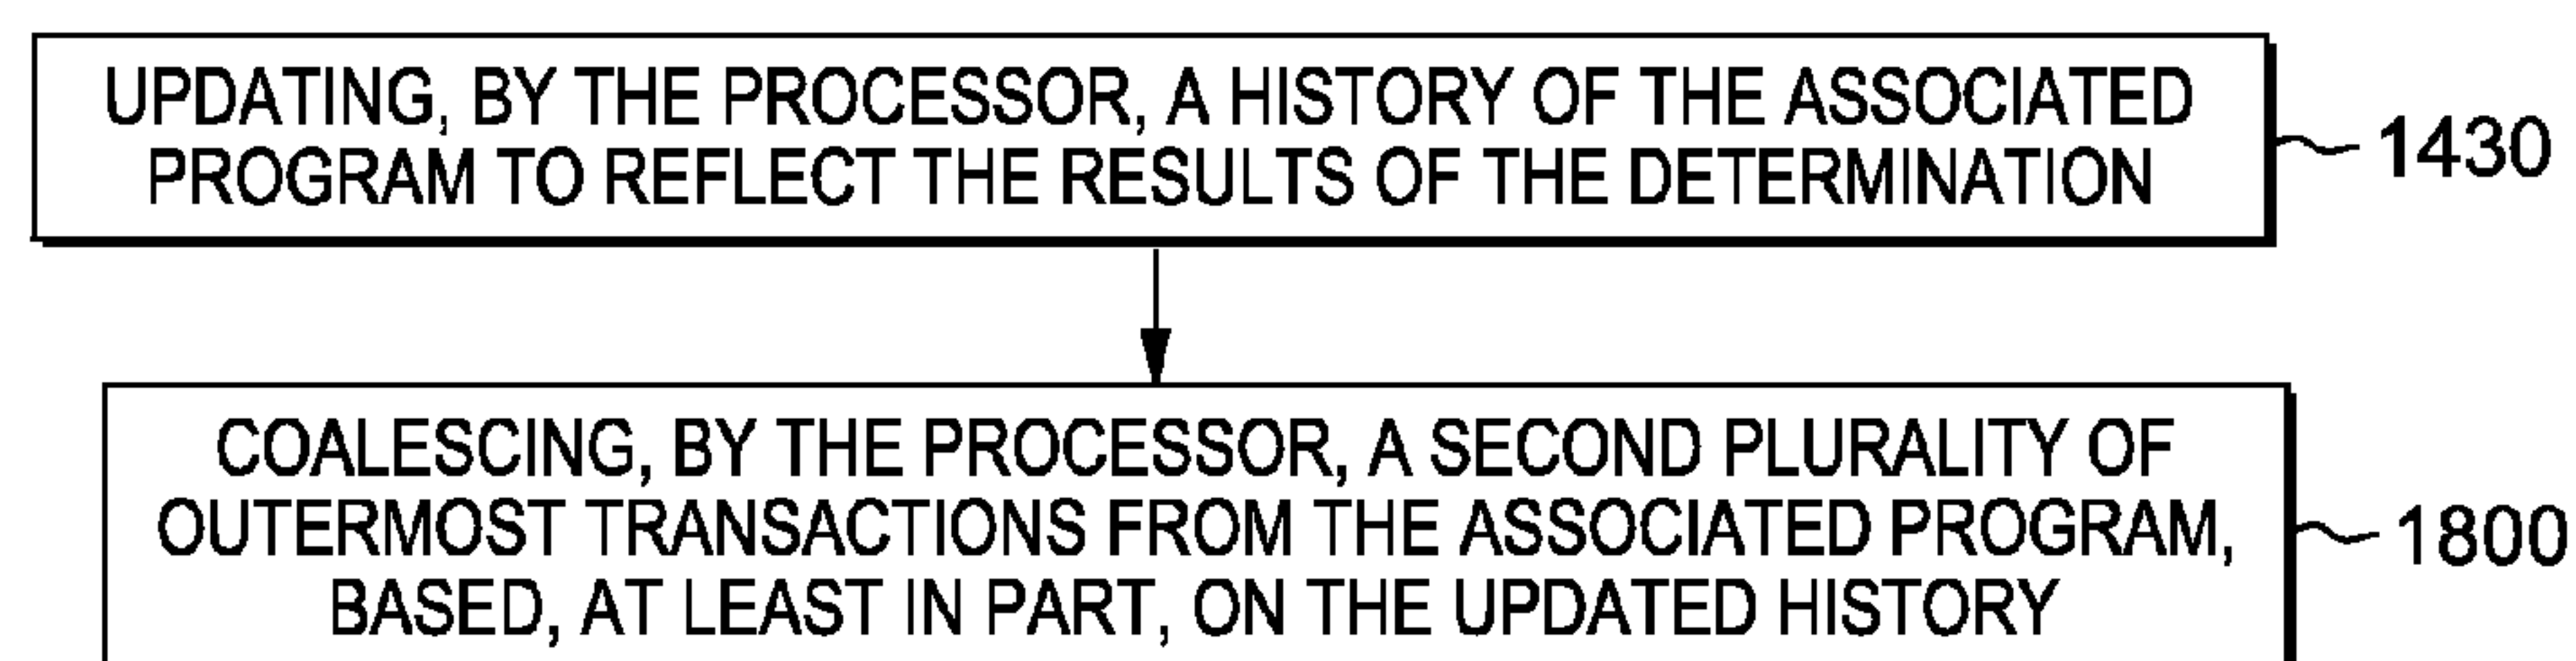 UPDATING, BY THE PROCESSOR, A HISTORY OF THE ASSOCIATED
PROGRAM TO REFLECT THE RESULTS OF THE DETERMINATION
1430
COALESCING, BY THE PROCESSOR, A SECOND PLURALITY OF
OUTERMOST TRANSACTIONS FROM THE ASSOCIATED PROGRAM,
BASED, AT LEAST IN PART, ON THE UPDATED HISTORY
1800